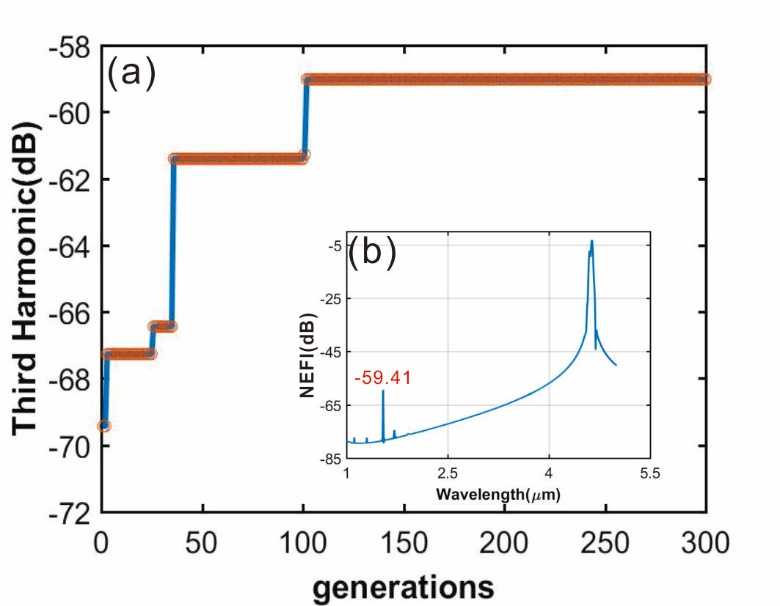 (a)
Third Harmonic(dB)
-58
-60
-62
-64
-66
-68
-70
-72
0 50 100 150 200 250 300
generations
(b)
NEFI(dB)
-5
-25
-45
-65
-85
-59.41
1 2.5 4 5.5
Wavelength(μm)